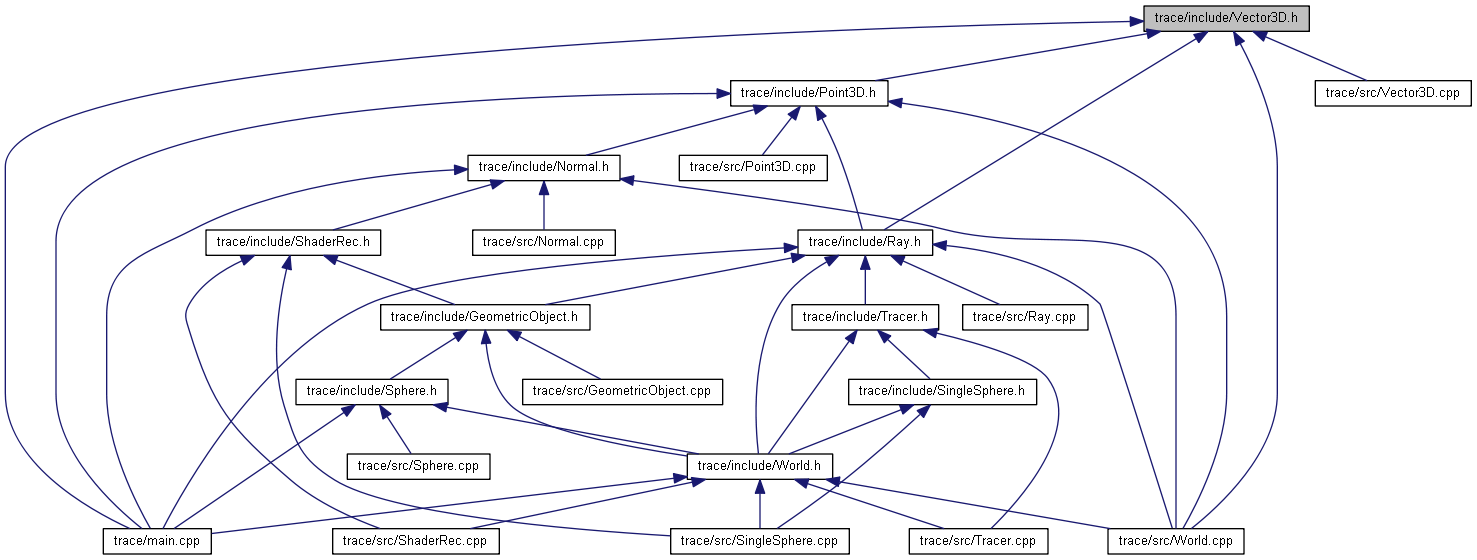 trace/include/Vector3D.h
trace/include/Point3D.h
trace/src/Vector3D.cpp
trace/include/Normal.h
trace/src/Point3D.cpp
trace/include/ShaderRec.h
trace/src/Normal.cpp
trace/include/Ray.h
trace/include/GeometricObject.h
trace/include/Tracer.h
trace/src/Ray.cpp
trace/include/Sphere.h
trace/src/GeometricObject.cpp
trace/include/SingleSphere.h
trace/src/Sphere.cpp
trace/include/World.h
trace/main.cpp
trace/src/ShaderRec.cpp
trace/src/SingleSphere.cpp
trace/src/Tracer.cpp
trace/src/World.cpp